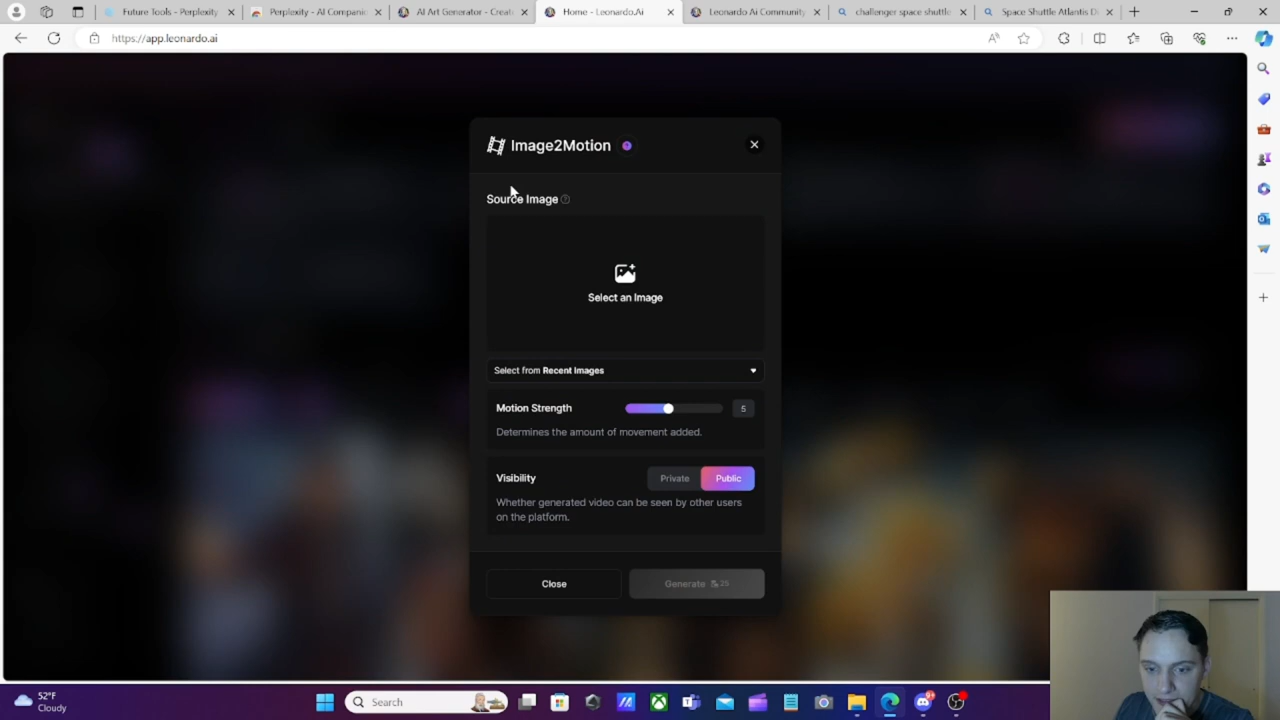 Future Tools - Perplexity
Perplexity - AI Companio
AI Art Generator - Create
Home - Leonardo.Ai
Leonardo Ai Community
challenger space shuttle
Space Shuttle Atlantis D
https://app.leonardo.ai
Image2Motion
Source Image
Select an Image
Select from Recent Images
Motion Strength
5
Determines the amount of movement added.
Visibility
Private
Public
Whether generated video can be seen by other users
on the platform.
Close
Generate 25
52°F
Cloudy
Search